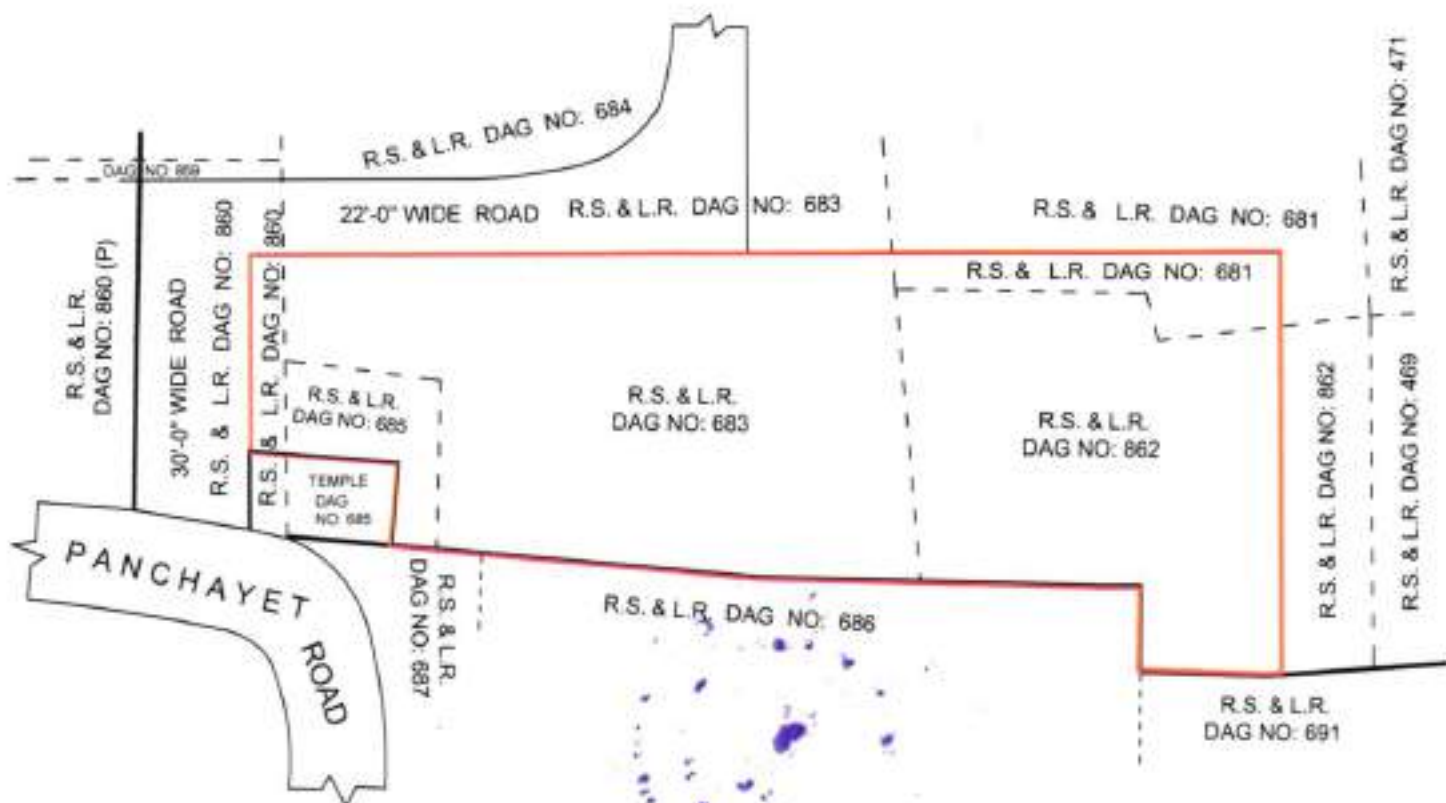 R.S. & L.R. DAG NO: 684
R.S. & L.R. DAG NO: 471
DAG NO: 859
22'-0" WIDE ROAD
R.S. & L.R. DAG NO: 683
R.S. & L.R. DAG NO: 681
R.S. & L.R. DAG NO: 681
R.S. & L.R.
DAG NO: 860 (P)
30'-0" WIDE ROAD
R.S. & L.R. DAG NO: 860
R.S. & L.R. DAG NO: 860
R.S. & L.R.
DAG NO: 685
R.S. & L.R.
DAG NO: 683
R.S. & L.R.
DAG NO: 862
R.S. & L.R. DAG NO: 862
R.S. & L.R. DAG NO: 469
TEMPLE
DAG
NO: 685
PANCHAYET ROAD
R.S. & L.R.
DAG NO: 687
R.S. & L.R. DAG NO: 686
R.S. & L.R.
DAG NO: 691